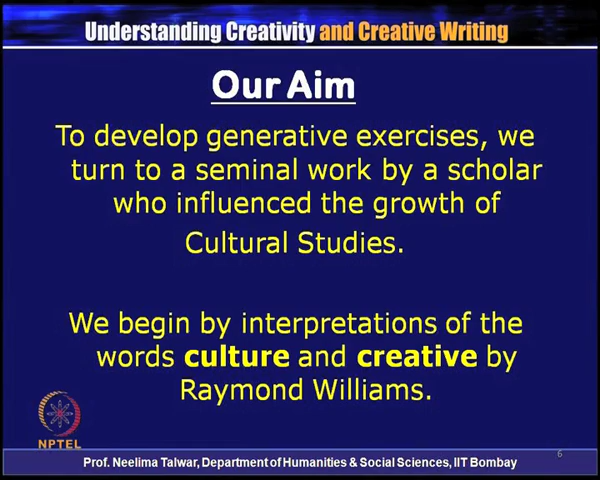 Understanding Creativity and Creative Writing
Our Aim
To develop generative exercises, we
turn to a seminal work by a scholar
who influenced the growth of
Cultural Studies.
We begin by interpretations of the
words culture and creative by
Raymond Williams.
NPTEL
6
Prof. Neelima Talwar, Department of Humanities & Social Sciences, IIT Bombay